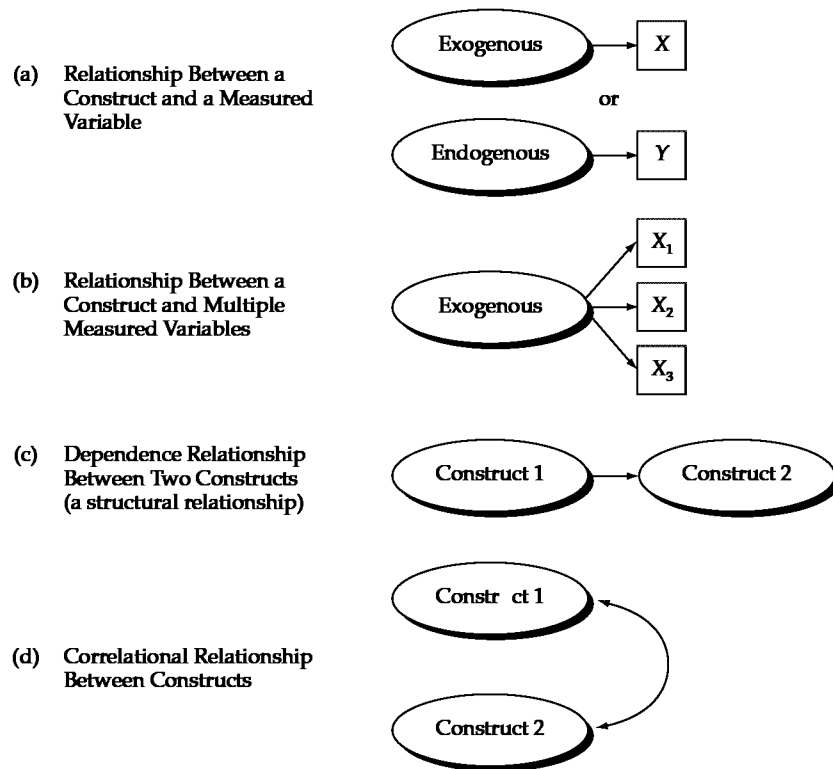 (a) Relationship Between a
Construct and a Measured
Variable
Exogenous
X
or
Endogenous
Y
(b) Relationship Between a
Construct and Multiple
Measured Variables
Exogenous
X₁
X₂
X₃
(c) Dependence Relationship
Between Two Constructs
(a structural relationship)
Construct 1
Construct 2
(d) Correlational Relationship
Between Constructs
Constr ct 1
Construct 2